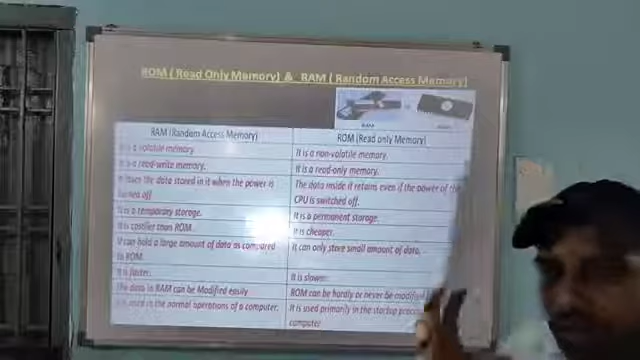 ROM ( Read Only Memory) & RAM ( Random Access Memory)
RAM (Random Access Memory)
ROM (Read only Memory)
It is a volatile memory.
It is a non-volatile memory.
It is a read-write memory.
It is a read-only memory.
It loses the data stored in it when the power is
turned off
The data inside it retains even if the power of the
CPU is switched off.
It is a temporary storage.
It is a permanent storage.
It is costlier than ROM.
It is cheaper.
It can hold a large amount of data as compared
to ROM.
It can only store small amount of data.
It is faster.
It is slower.
The data in RAM can be Modified easily
ROM can be hardly or never be modified
It is used in the normal operations of a computer.
It is used primarily in the startup
computer